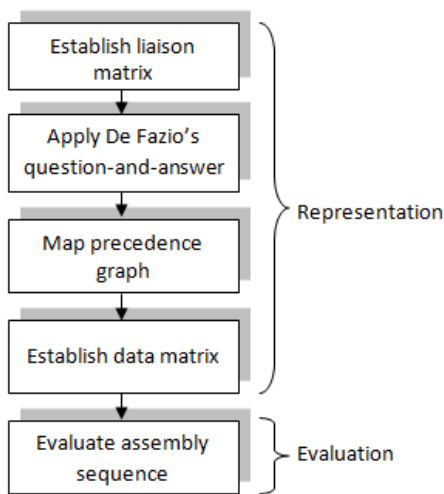 Establish liaison
matrix
Apply De Fazio's
question-and-answer
Representation
Map precedence
graph
Establish data matrix
Evaluate assembly
sequence
Evaluation